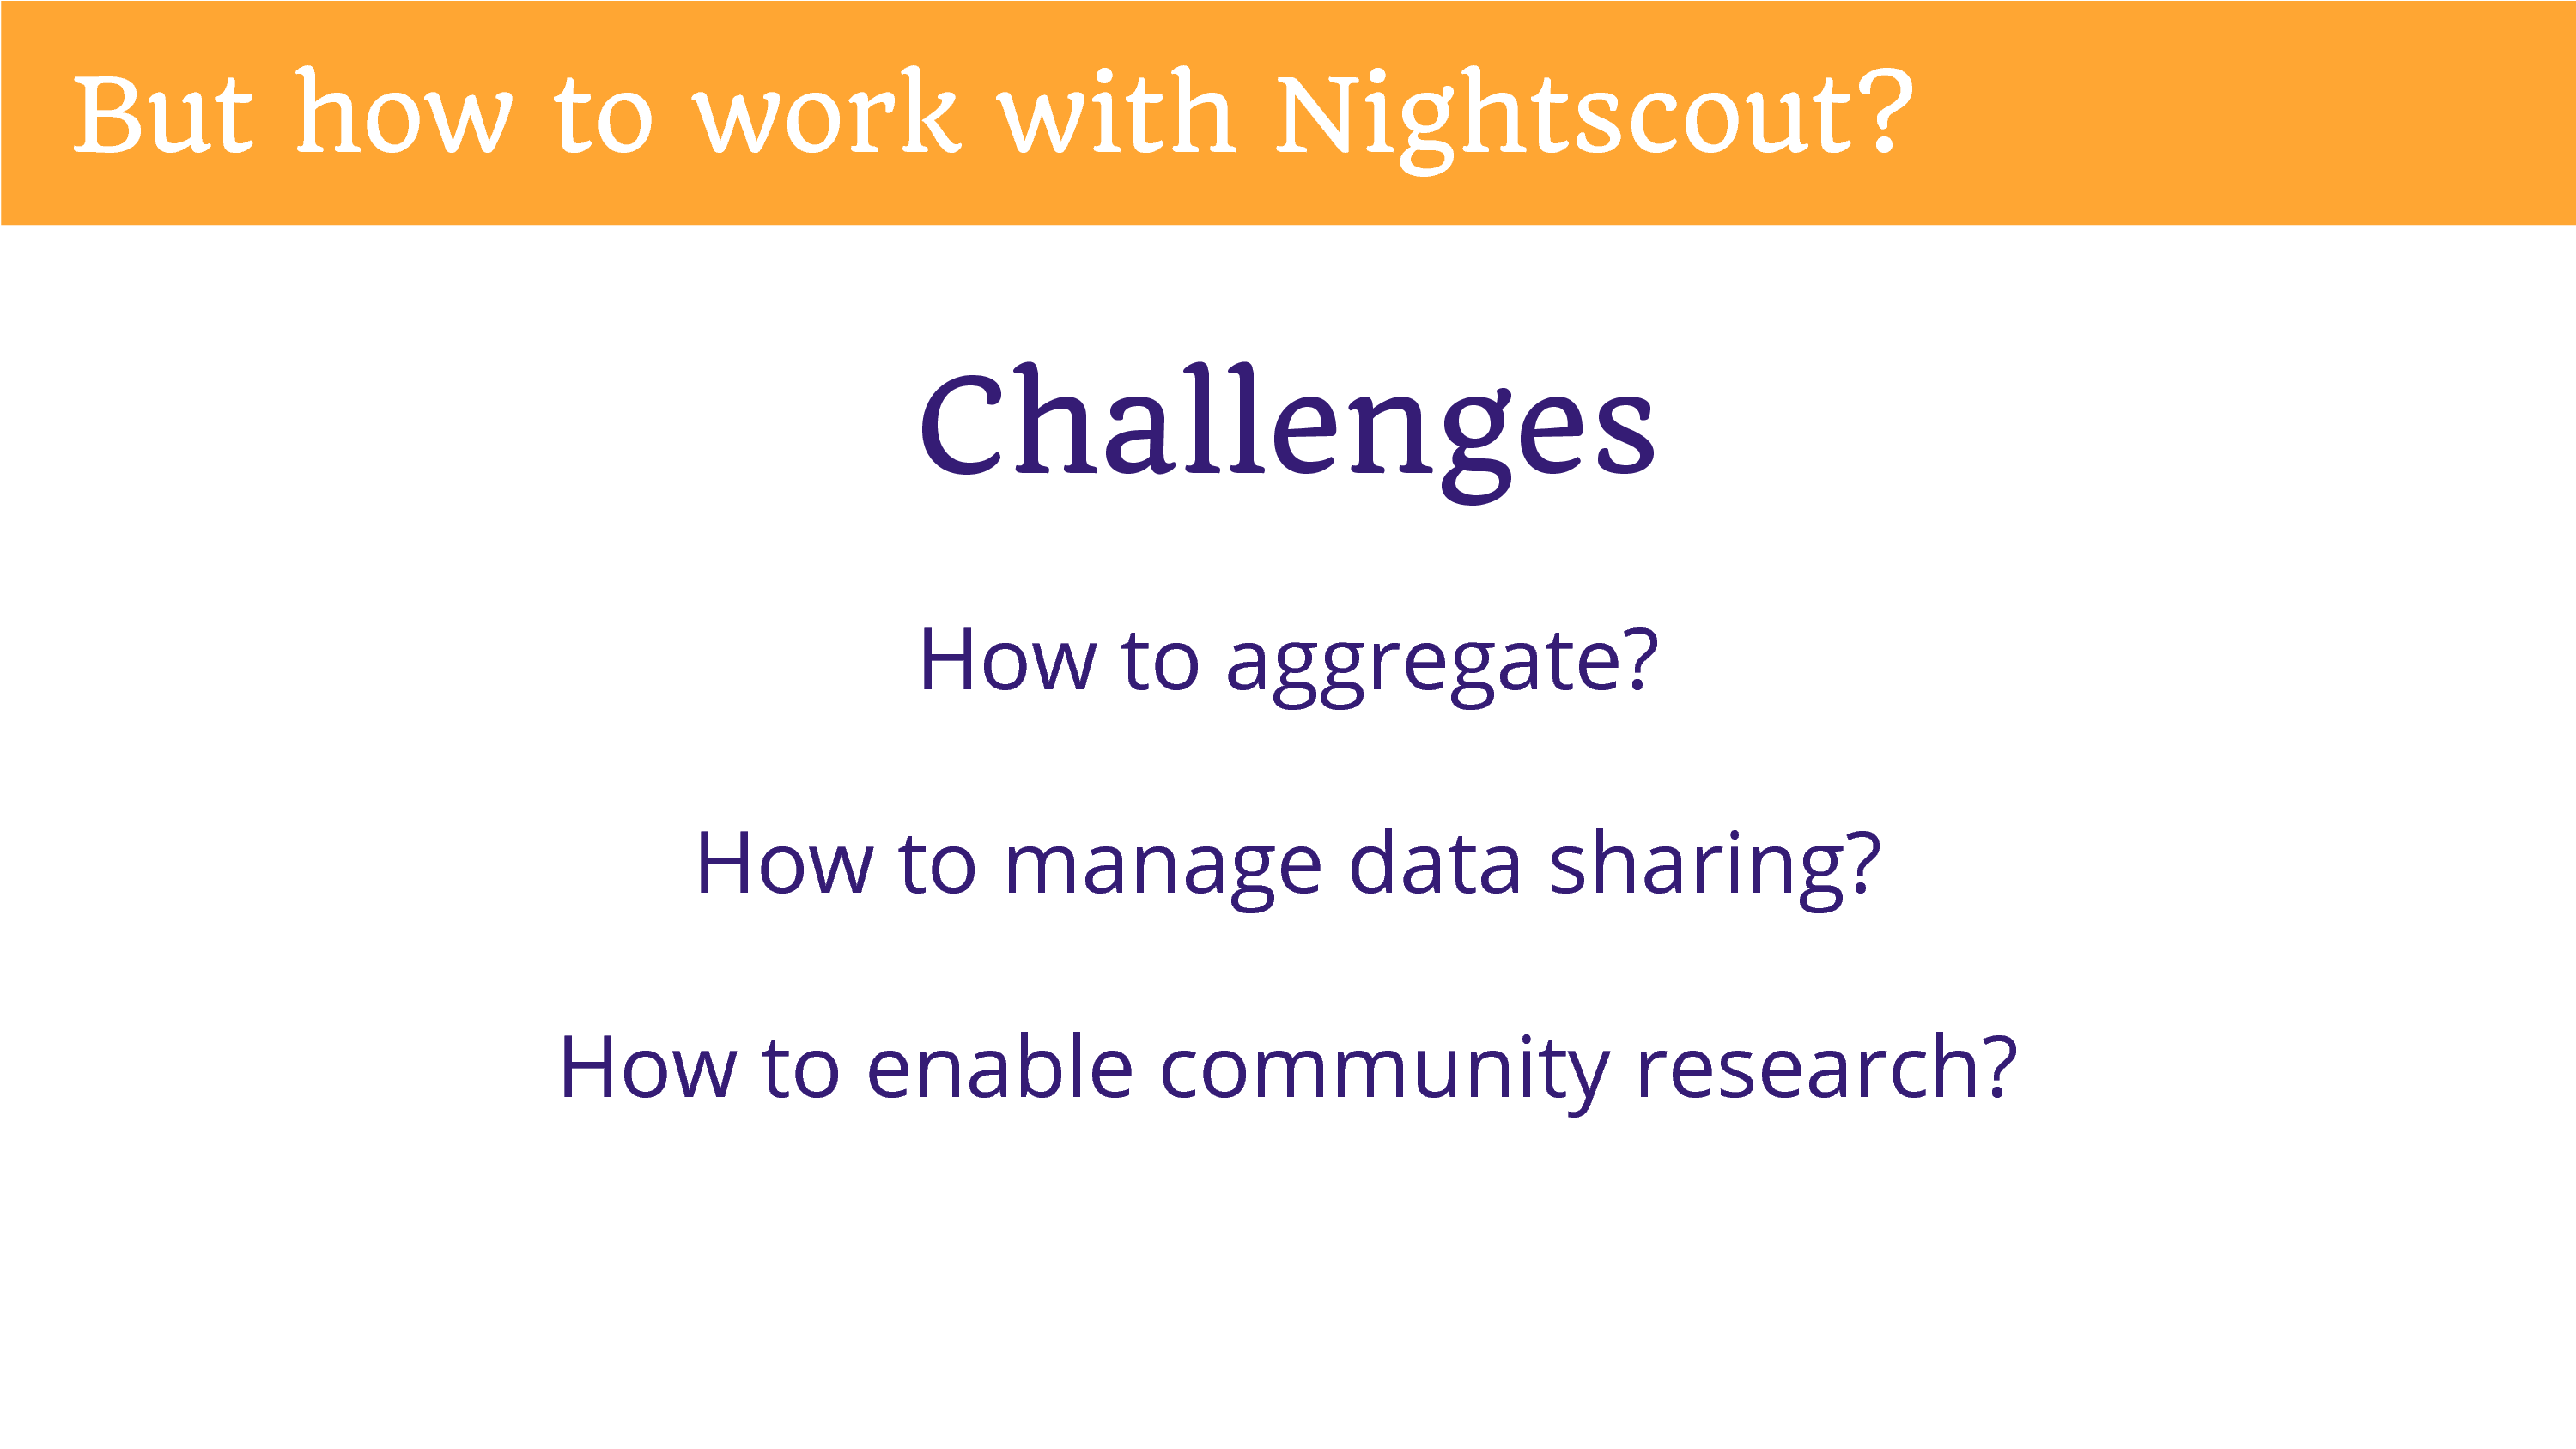 But how to work with Nightscout?
Challenges
How to aggregate?
How to manage data sharing?
How to enable community research?